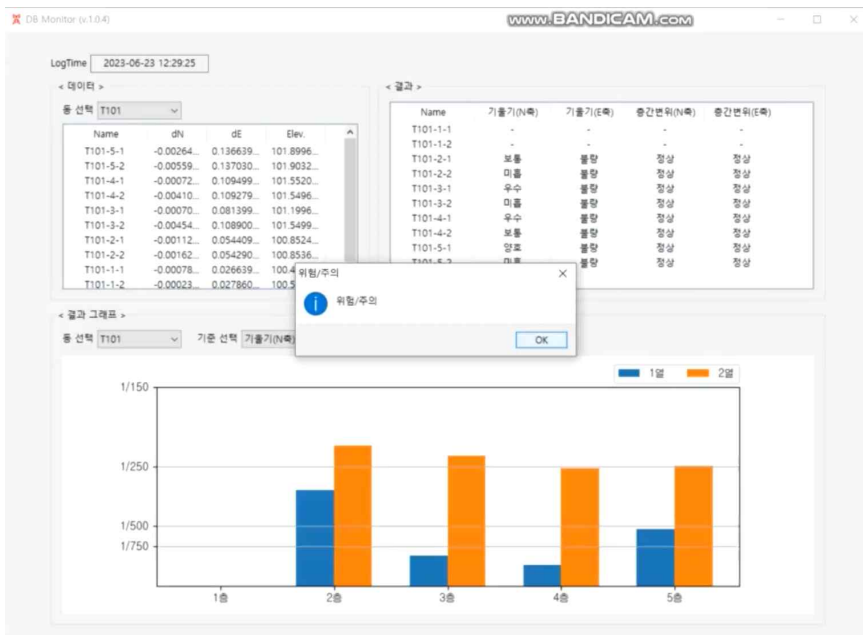 DB Monitor (v.1.0.4)
www.BANDICAM.com
LogTime 2023-06-23 12:29:25
< 데이터 >
동 선택 T101
Name dN dE Elev.
T101-5-1 -0.00264... 0.136639... 101.8996...
T101-5-2 -0.00559... 0.137030... 101.9032...
T101-4-1 -0.00072... 0.109499... 101.5520...
T101-4-2 -0.00410... 0.109279... 101.5496...
T101-3-1 -0.00070... 0.081399... 101.1996...
T101-3-2 -0.00454... 0.108900... 101.5499...
T101-2-1 -0.00112... 0.054409... 100.8524...
T101-2-2 -0.00162... 0.054290... 100.8536...
T101-1-1 -0.00078... 0.026639... 100.4
T101-1-2 -0.00023... 0.027860... 100.5
< 결과 >
Name 기울기(N축) 기울기(E축) 층간변위(N축) 층간변위(E축)
T101-1-1 - - - -
T101-1-2 - - - -
T101-2-1 보통 불량 정상 정상
T101-2-2 미흡 불량 정상 정상
T101-3-1 우수 불량 정상 정상
T101-3-2 미흡 불량 정상 정상
T101-4-1 우수 불량 정상 정상
T101-4-2 보통 불량 정상 정상
T101-5-1 양호 불량 정상 정상
T101-5-2 미흡 불량 정상 정상
위험/주의
위험/주의
OK
< 결과 그래프 >
동 선택 T101 기준 선택 기울기(N축)
1열 2열
1/150
1/250
1/500
1/750
1층 2층 3층 4층 5층